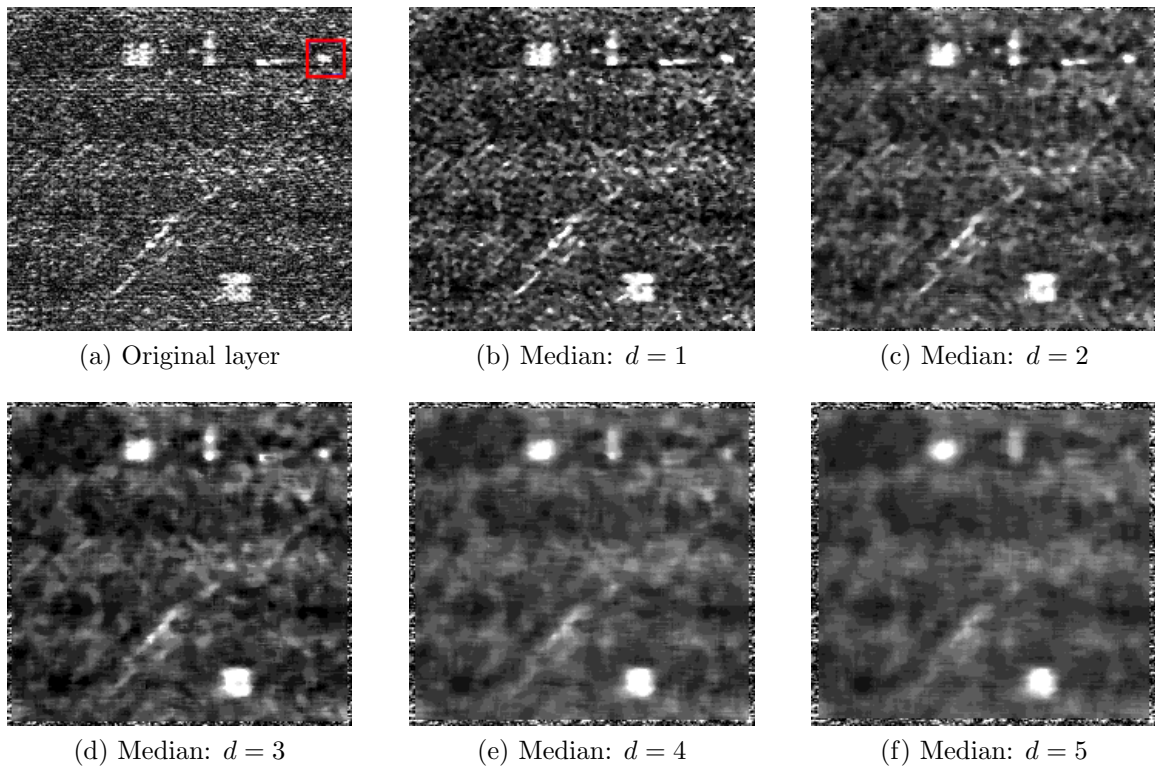 (a) Original layer
(b) Median: d = 1
(c) Median: d = 2
(d) Median: d = 3
(e) Median: d = 4
(f) Median: d = 5